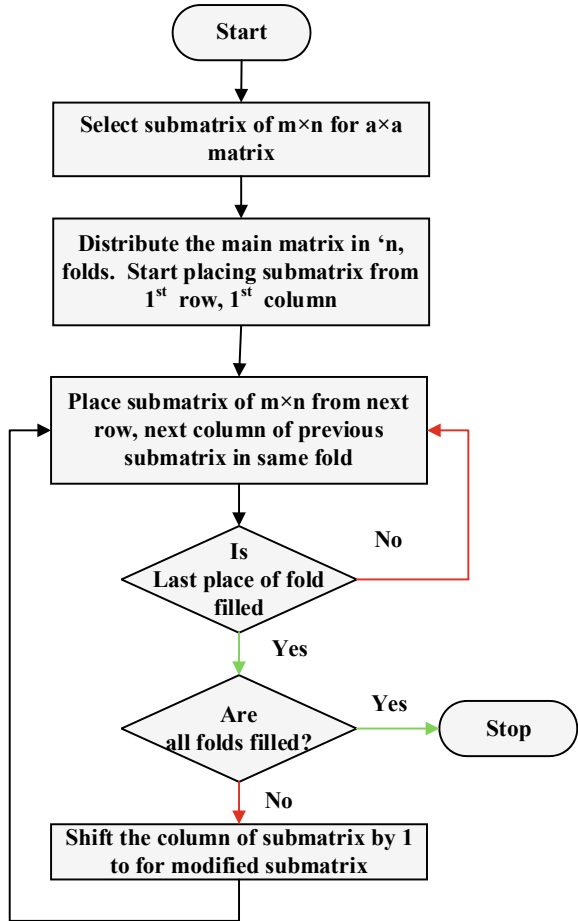 Start
Select submatrix of m×n for a×a
matrix
Distribute the main matrix in ‘n,
folds. Start placing submatrix from
1st row, 1st column
Place submatrix of m×n from next
row, next column of previous
submatrix in same fold
Is
Last place of fold
filled
No
Yes
Are
all folds filled?
Yes
Stop
No
Shift the column of submatrix by 1
to for modified submatrix